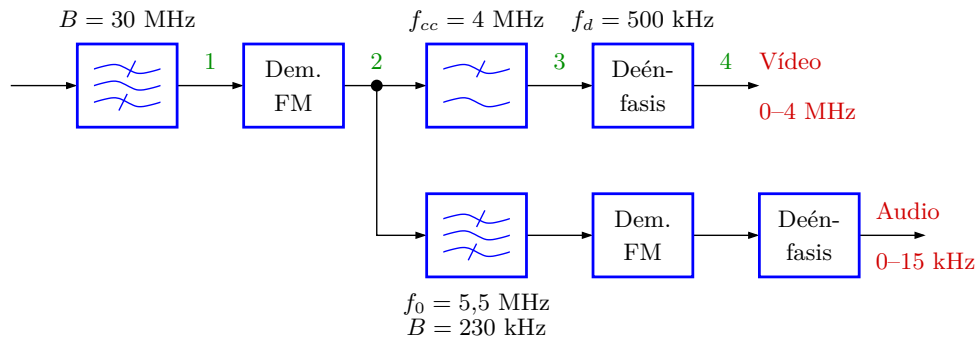 B = 30 MHz
f_cc = 4 MHz
f_d = 500 kHz
1
Dem.
FM
2
3
Deén-
fasis
4
Vídeo
0–4 MHz
Dem.
FM
Deén-
fasis
Audio
0–15 kHz
f_0 = 5,5 MHz
B = 230 kHz